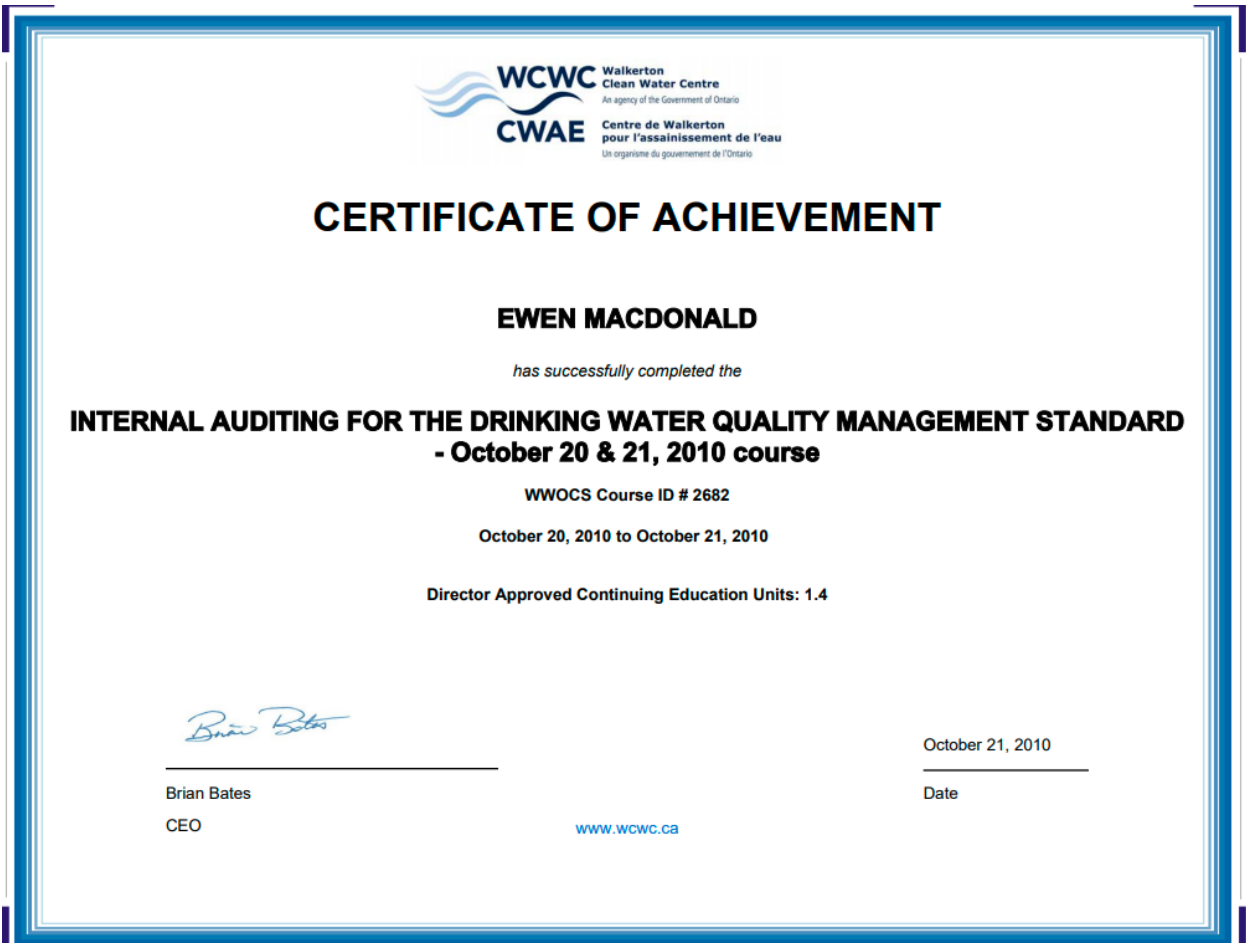 WCWC
Walkerton
Clean Water Centre
An agency of the Government of Ontario
CWAE
Centre de Walkerton
pour l'assainissement de l'eau
Un organisme du gouvernement de l'Ontario
CERTIFICATE OF ACHIEVEMENT
EWEN MACDONALD
has successfully completed the
INTERNAL AUDITING FOR THE DRINKING WATER QUALITY MANAGEMENT STANDARD
- October 20 & 21, 2010 course
WWOCS Course ID # 2682
October 20, 2010 to October 21, 2010
Director Approved Continuing Education Units: 1.4
Brian Bates
October 21, 2010
Brian Bates
Date
CEO
www.wcwc.ca